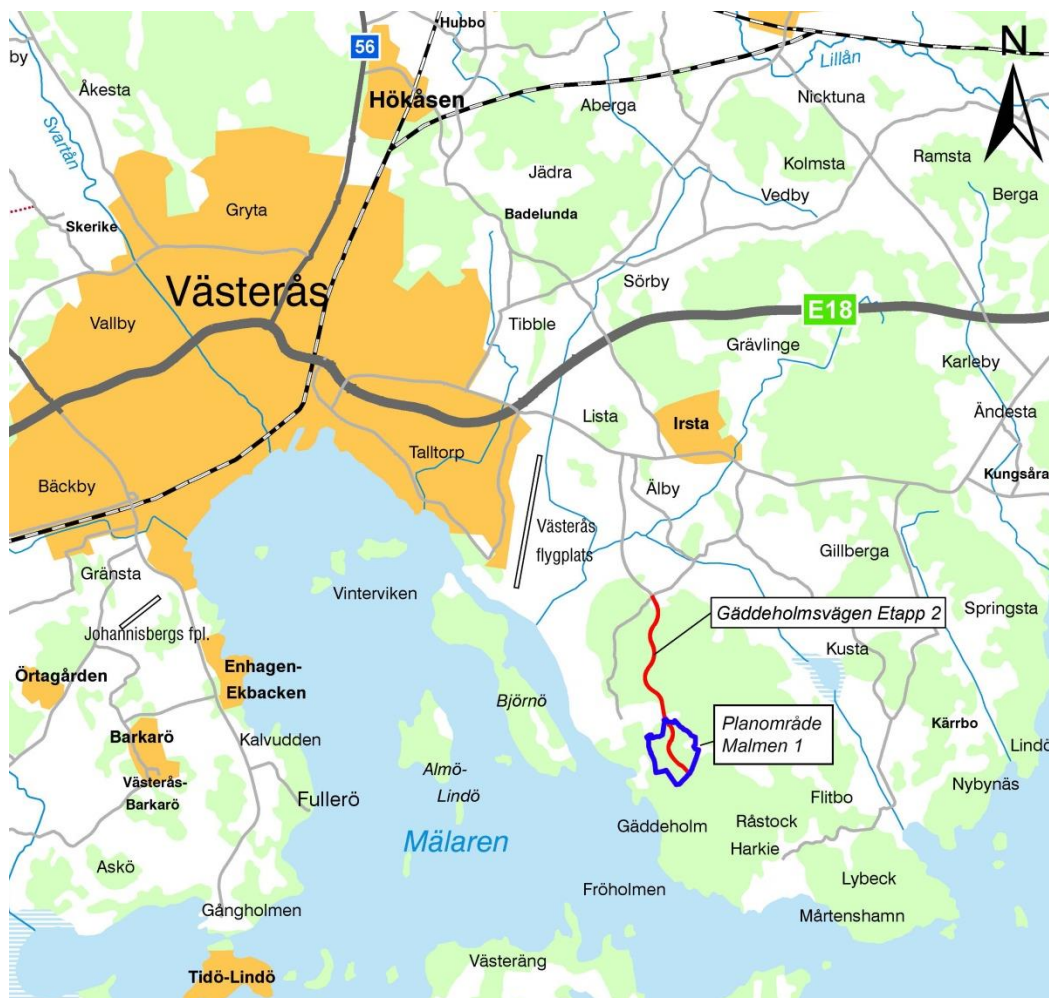 Hubbo
56
N
by
Lillån
Åkesta
Hökåsen
Nicktuna
Aberga
Svartån
Kolmsta
Ramsta
Jädra
Vedby
Berga
Gryta
Badelunda
Skerike
Västerås
Sörby
E18
Vallby
Tibble
Grävlinge
Karleby
Lista
Irsta
Ändesta
Talltorp
Bäckby
Älby
Kungsåra
Västerås
flygplats
Gillberga
Gränsta
Vinterviken
Springsta
Gäddeholmsvägen Etapp 2
Johannisbergs fpl.
Kusta
Örtagården
Enhagen-
Ekbacken
Björnö
Planområde
Malmen 1
Kärrbo
Barkarö
Kalvudden
Lindö
Västerås-
Barkarö
Almö-
Lindö
Nybynäs
Fullerö
Flitbo
Gäddeholm
Råstock
Mälaren
Harkie
Askö
Lybeck
Fröholmen
Gångholmen
Mårtenshamn
Västeräng
Tidö-Lindö